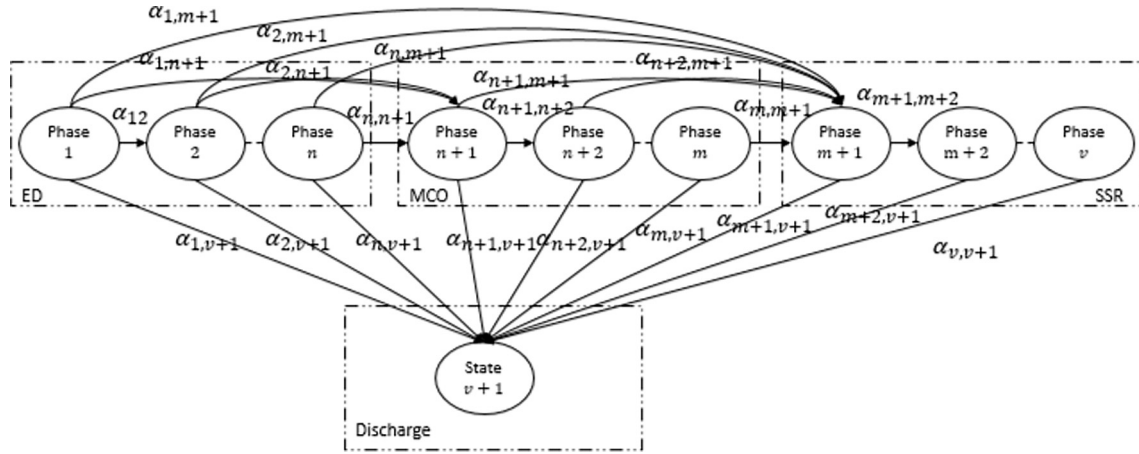 α₁,ₘ₊₁
α₂,ₘ₊₁
αₙ,ₘ₊₁
α₁,ₙ₊₁
α₂,ₙ₊₁
αₙ₊₁,ₘ₊₁
αₙ₊₂,ₘ₊₁
α₁₂
αₙ,ₙ₊₁
αₙ₊₁,ₙ₊₂
αₘ,ₘ₊₁
αₘ₊₁,ₘ₊₂
Phase
1
Phase
2
Phase
n
Phase
n + 1
Phase
n + 2
Phase
m
Phase
m + 1
Phase
m + 2
Phase
v
ED
MCO
SSR
α₁,ᵥ₊₁
α₂,ᵥ₊₁
αₙ,ᵥ₊₁
αₙ₊₁,ᵥ₊₁
αₙ₊₂,ᵥ₊₁
αₘ,ᵥ₊₁
αₘ₊₁,ᵥ₊₁
αₘ₊₂,ᵥ₊₁
αᵥ,ᵥ₊₁
State
v + 1
Discharge